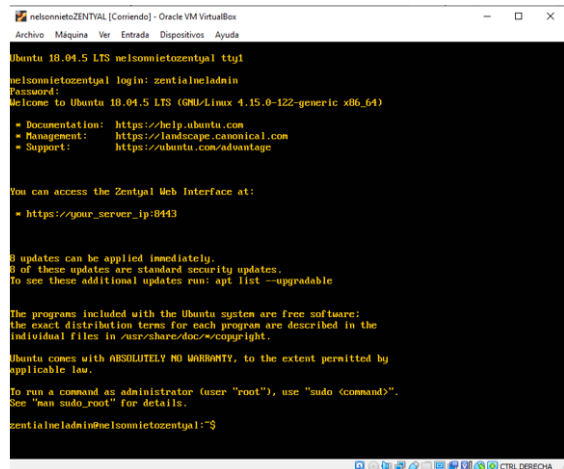 nelsonnietoZENTYAL [Corriendo] - Oracle VM VirtualBox
Archivo Máquina Ver Entrada Dispositivos Ayuda
Ubuntu 18.04.5 LTS nelsonnietozentyal tty1
nelsonnietozentyal login: zentialneladmin
Password:
Welcome to Ubuntu 18.04.5 LTS (GNU/Linux 4.15.0-122-generic x86_64)
* Documentation: https://help.ubuntu.com
* Management: https://landscape.canonical.com
* Support: https://ubuntu.com/advantage
You can access the Zentyal Web Interface at:
* https://your_server_ip:8443
8 updates can be applied immediately.
8 of these updates are standard security updates.
To see these additional updates run: apt list --upgradable
The programs included with the Ubuntu system are free software;
the exact distribution terms for each program are described in the
individual files in /usr/share/doc/*/copyright.
Ubuntu comes with ABSOLUTELY NO WARRANTY, to the extent permitted by
applicable law.
To run a command as administrator (user "root"), use "sudo <command>".
See "man sudo_root" for details.
zentialneladmin@nelsonnietozentyal:~$
CTRL DERECHA